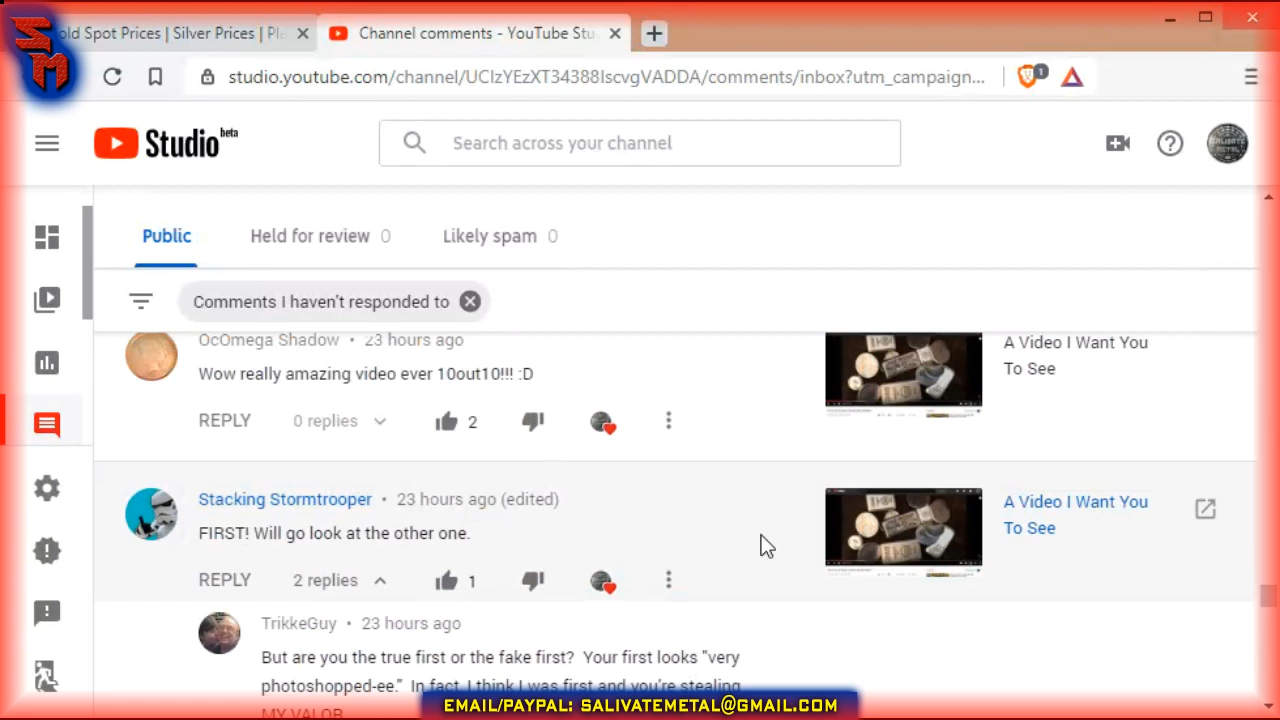 SM
old Spot Prices | Silver Prices | Pl
Channel comments - YouTube Stu
studio.youtube.com/channel/UCIzYEzXT34388IscvgVADDA/comments/inbox?utm_campaign...
1
Studio beta
Search across your channel
Public
Held for review 0
Likely spam 0
Comments I haven't responded to
OcOmega Shadow • 23 hours ago
Wow really amazing video ever 10out10!!! :D
REPLY 0 replies 2
A Video I Want You
To See
Stacking Stormtrooper • 23 hours ago (edited)
FIRST! Will go look at the other one.
REPLY 2 replies 1
A Video I Want You
To See
TrikkeGuy • 23 hours ago
But are you the true first or the fake first? Your first looks "very
photoshopped-ee." In fact, I think I was first and you're stealing
MY VALOR
EMAIL/PAYPAL: SALIVATEMETAL@GMAIL.COM